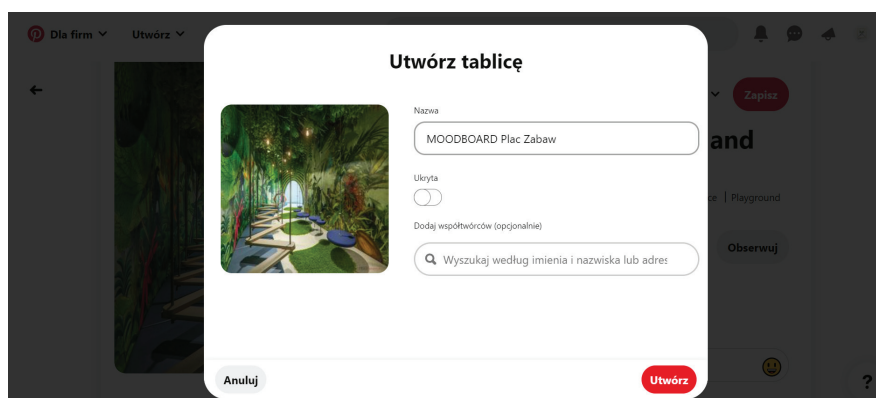 Dla firm
Utwórz
Utwórz tablicę
Zapisz
Nazwa
MOODBOARD Plac Zabaw
and
Ukryta
ce | Playground
Dodaj współtwórców (opcjonalnie)
Obserwuj
Wyszukaj według imienia i nazwiska lub adres
Anuluj
Utwórz
?